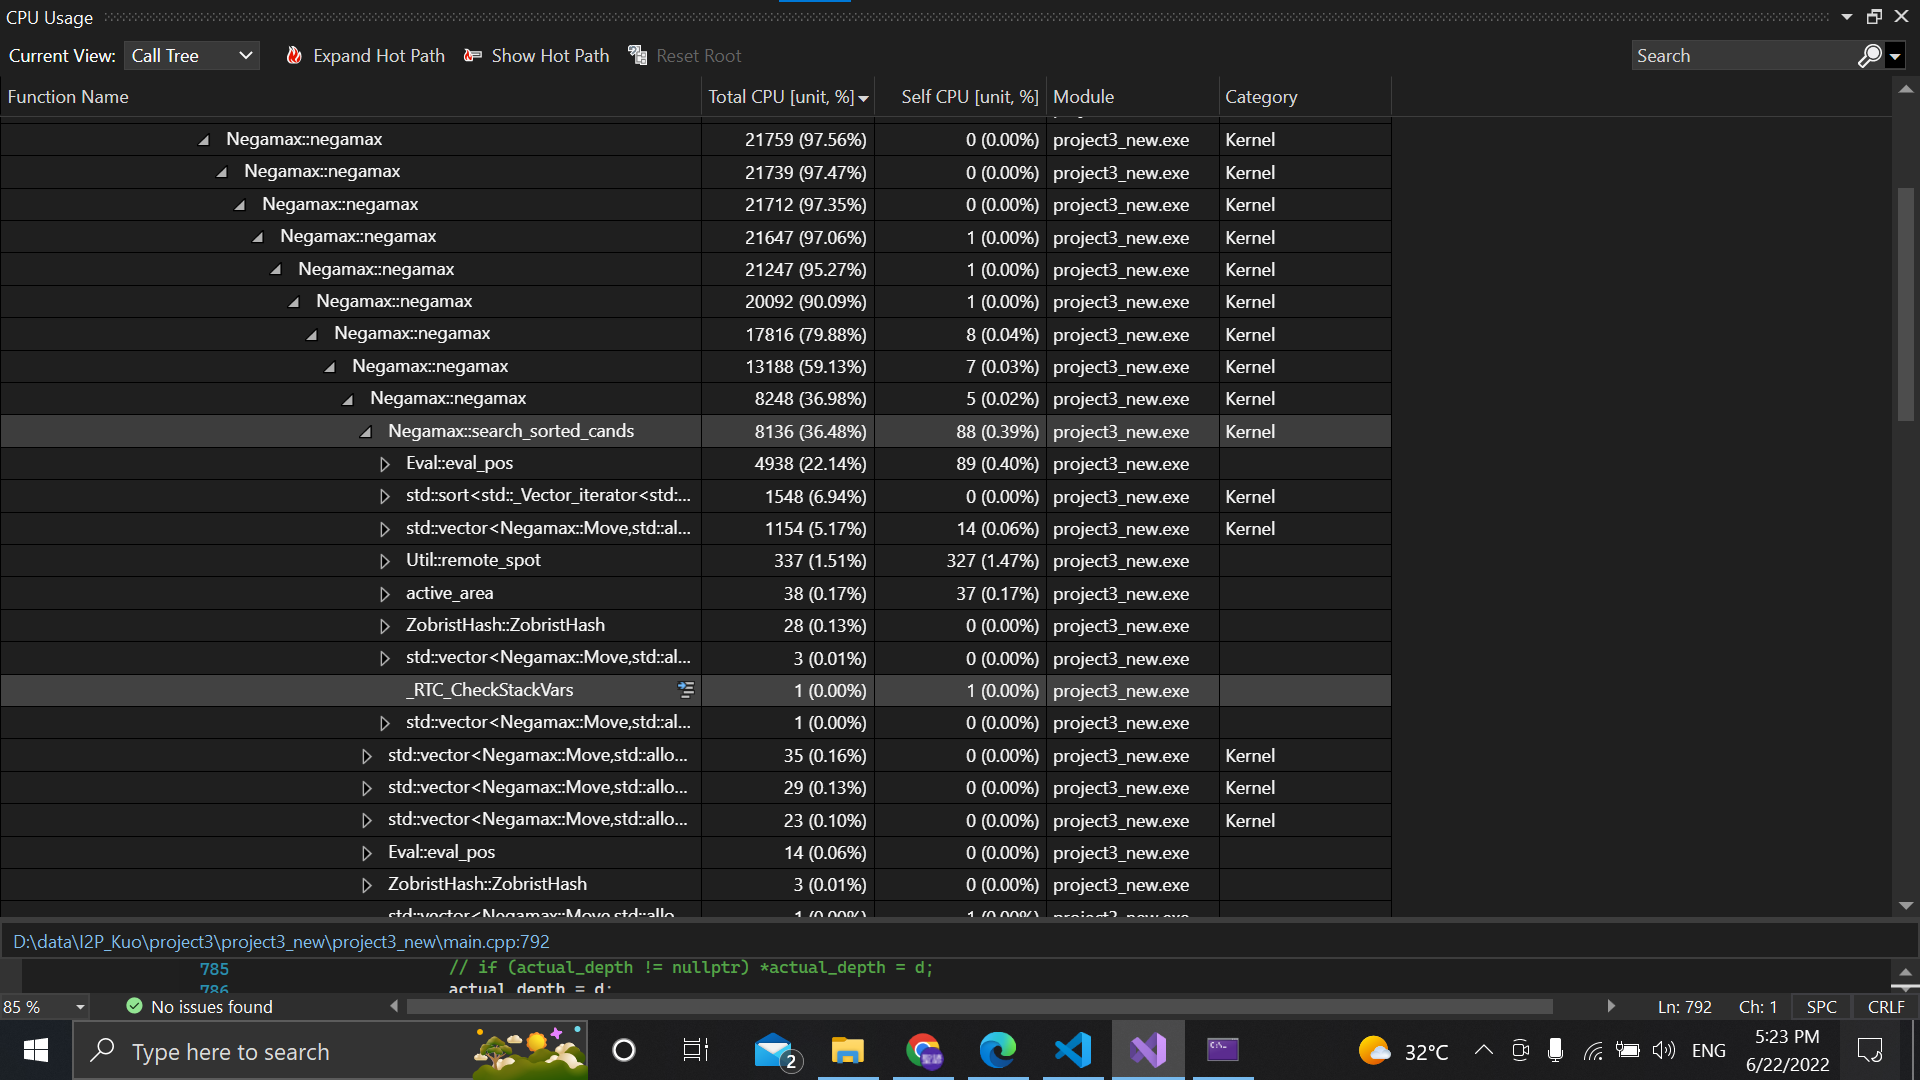 CPU Usage
Current View: Call Tree Expand Hot Path Show Hot Path Reset Root Search
Function Name Total CPU [unit, %] Self CPU [unit, %] Module Category
Negamax::negamax 21759 (97.56%) 0 (0.00%) project3_new.exe Kernel
Negamax::negamax 21739 (97.47%) 0 (0.00%) project3_new.exe Kernel
Negamax::negamax 21712 (97.35%) 0 (0.00%) project3_new.exe Kernel
Negamax::negamax 21647 (97.06%) 1 (0.00%) project3_new.exe Kernel
Negamax::negamax 21247 (95.27%) 1 (0.00%) project3_new.exe Kernel
Negamax::negamax 20092 (90.09%) 1 (0.00%) project3_new.exe Kernel
Negamax::negamax 17816 (79.88%) 8 (0.04%) project3_new.exe Kernel
Negamax::negamax 13188 (59.13%) 7 (0.03%) project3_new.exe Kernel
Negamax::negamax 8248 (36.98%) 5 (0.02%) project3_new.exe Kernel
Negamax::search_sorted_cands 8136 (36.48%) 88 (0.39%) project3_new.exe Kernel
Eval::eval_pos 4938 (22.14%) 89 (0.40%) project3_new.exe
std::sort<std::_Vector_iterator<std:... 1548 (6.94%) 0 (0.00%) project3_new.exe Kernel
std::vector<Negamax::Move,std::al... 1154 (5.17%) 14 (0.06%) project3_new.exe Kernel
Util::remote_spot 337 (1.51%) 327 (1.47%) project3_new.exe
active_area 38 (0.17%) 37 (0.17%) project3_new.exe
ZobristHash::ZobristHash 28 (0.13%) 0 (0.00%) project3_new.exe
std::vector<Negamax::Move,std::al... 3 (0.01%) 0 (0.00%) project3_new.exe
_RTC_CheckStackVars 1 (0.00%) 1 (0.00%) project3_new.exe
std::vector<Negamax::Move,std::al... 1 (0.00%) 0 (0.00%) project3_new.exe
std::vector<Negamax::Move,std::allo... 35 (0.16%) 0 (0.00%) project3_new.exe Kernel
std::vector<Negamax::Move,std::allo... 29 (0.13%) 0 (0.00%) project3_new.exe Kernel
std::vector<Negamax::Move,std::allo... 23 (0.10%) 0 (0.00%) project3_new.exe Kernel
Eval::eval_pos 14 (0.06%) 0 (0.00%) project3_new.exe
ZobristHash::ZobristHash 3 (0.01%) 0 (0.00%) project3_new.exe
std::vector<Negamax::Move,std::allo... 1 (0.00%) 1 (0.00%) project3_new.exe
D:\data\I2P_Kuo\project3\project3_new\project3_new\main.cpp:792
785 // if (actual_depth != nullptr) *actual_depth = d;
786 actual_depth = d;
85 % No issues found Ln: 792 Ch: 1 SPC CRLF
Type here to search 2 32°C ENG 5:23 PM
6/22/2022